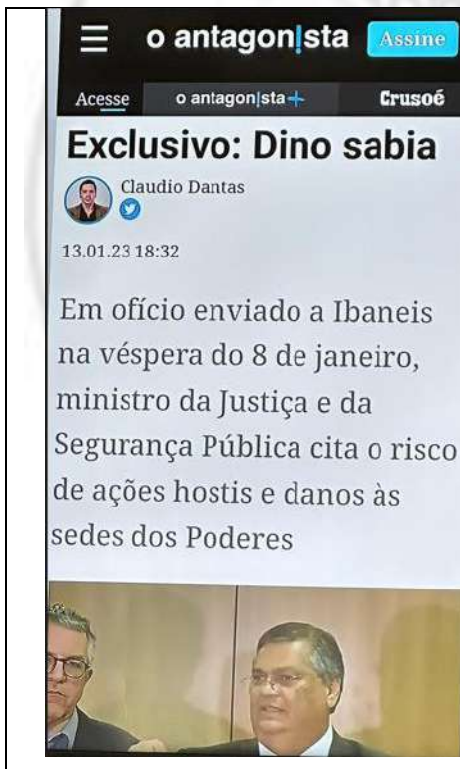 o antagon!sta
Assine
Acesse
o antagon|sta+
Crusoé
Exclusivo: Dino sabia
Claudio Dantas
13.01.23 18:32
Em ofício enviado a Ibaneis
na véspera do 8 de janeiro,
ministro da Justiça e da
Segurança Pública cita o risco
de ações hostis e danos às
sedes dos Poderes